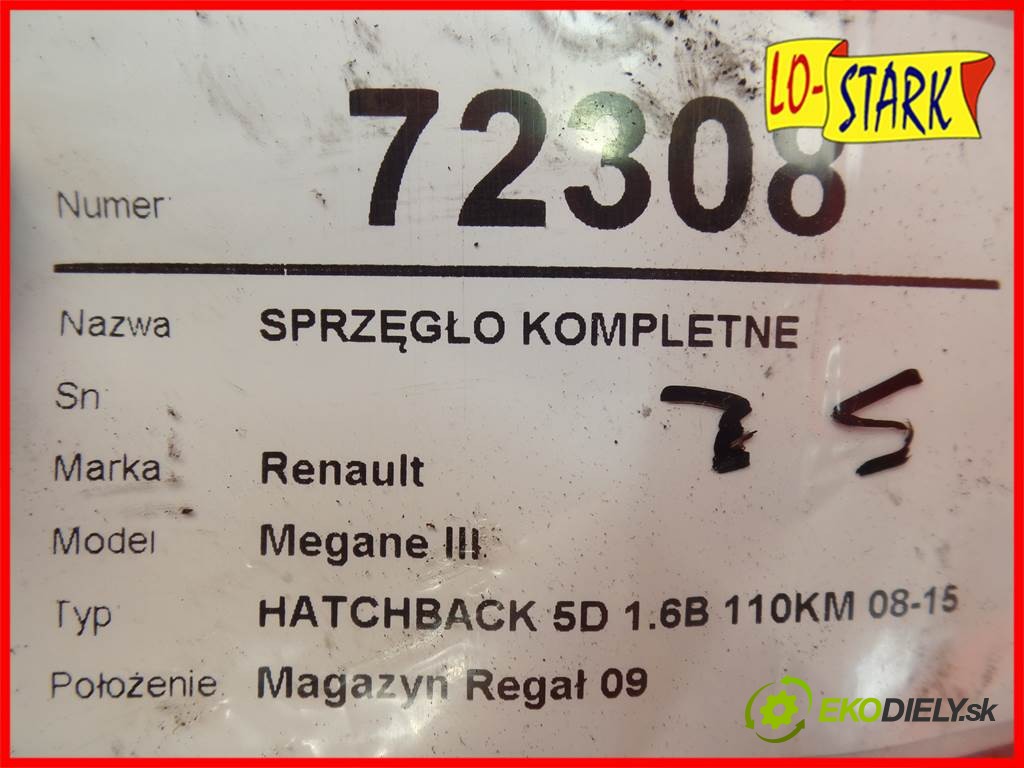 LO-STARK
Numer 72308
Nazwa SPRZĘGŁO KOMPLETNE
Sn
Marka Renault
Model Megane III
Typ HATCHBACK 5D 1.6B 110KM 08-15
Położenie Magazyn Regał 09
EKODIELY.sk